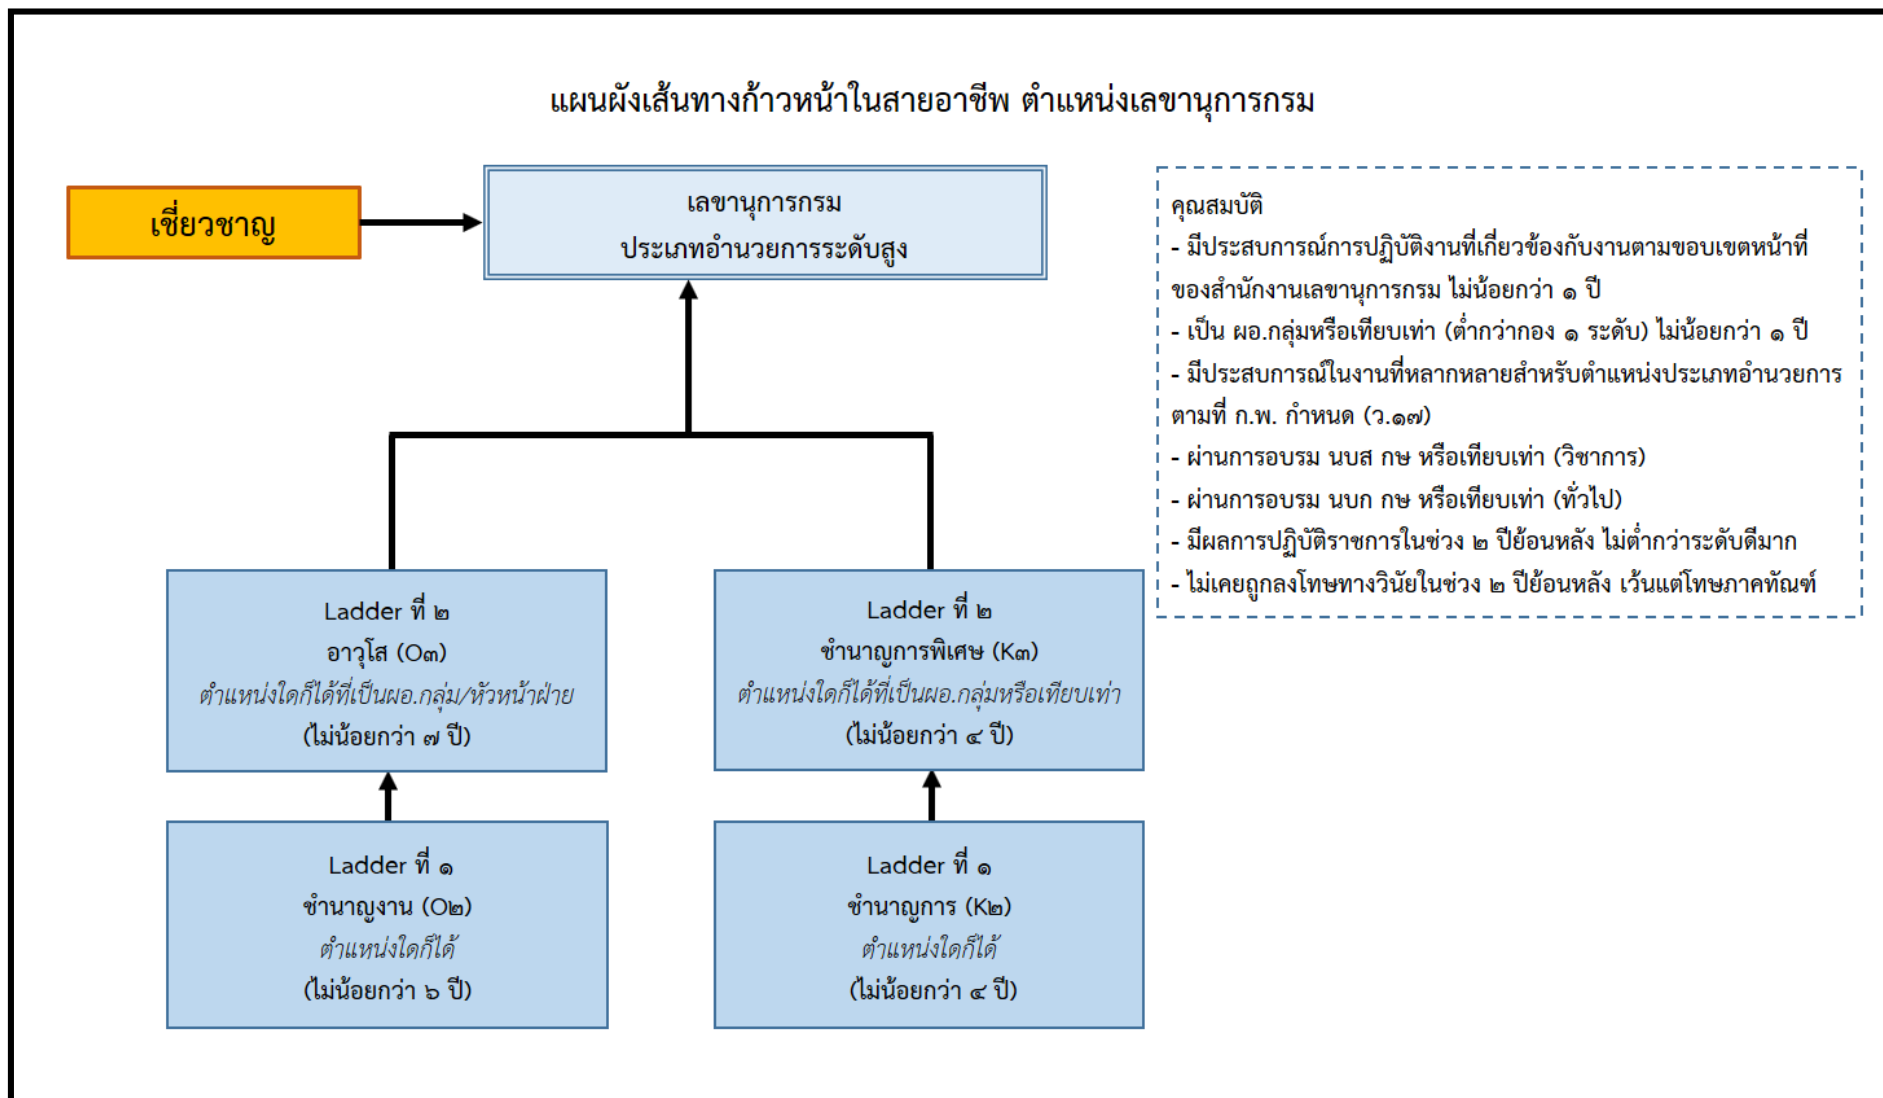 แผนผังเส้นทางก้าวหน้าในสายอาชีพ ตำแหน่งเลขานุการกรม
เชี่ยวชาญ
เลขานุการกรม
ประเภทอำนวยการระดับสูง
คุณสมบัติ
- มีประสบการณ์การปฏิบัติงานที่เกี่ยวข้องกับงานตามขอบเขตหน้าที่
ของสำนักงานเลขานุการกรม ไม่น้อยกว่า ๑ ปี
- เป็น ผอ.กลุ่มหรือเทียบเท่า (ต่ำกว่ากอง ๑ ระดับ) ไม่น้อยกว่า ๑ ปี
- มีประสบการณ์ในงานที่หลากหลายสำหรับตำแหน่งประเภทอำนวยการ
ตามที่ ก.พ. กำหนด (ว.๑๗)
- ผ่านการอบรม นบส กษ หรือเทียบเท่า (วิชาการ)
- ผ่านการอบรม นบก กษ หรือเทียบเท่า (ทั่วไป)
- มีผลการปฏิบัติราชการในช่วง ๒ ปีย้อนหลัง ไม่ต่ำกว่าระดับดีมาก
- ไม่เคยถูกลงโทษทางวินัยในช่วง ๒ ปีย้อนหลัง เว้นแต่โทษภาคทัณฑ์
Ladder ที่ ๒
อาวุโส (O๓)
ตำแหน่งใดก็ได้ที่เป็นผอ.กลุ่ม/หัวหน้าฝ่าย
(ไม่น้อยกว่า ๗ ปี)
Ladder ที่ ๒
ชำนาญการพิเศษ (K๓)
ตำแหน่งใดก็ได้ที่เป็นผอ.กลุ่มหรือเทียบเท่า
(ไม่น้อยกว่า ๔ ปี)
Ladder ที่ ๑
ชำนาญงาน (O๒)
ตำแหน่งใดก็ได้
(ไม่น้อยกว่า ๖ ปี)
Ladder ที่ ๑
ชำนาญการ (K๒)
ตำแหน่งใดก็ได้
(ไม่น้อยกว่า ๔ ปี)